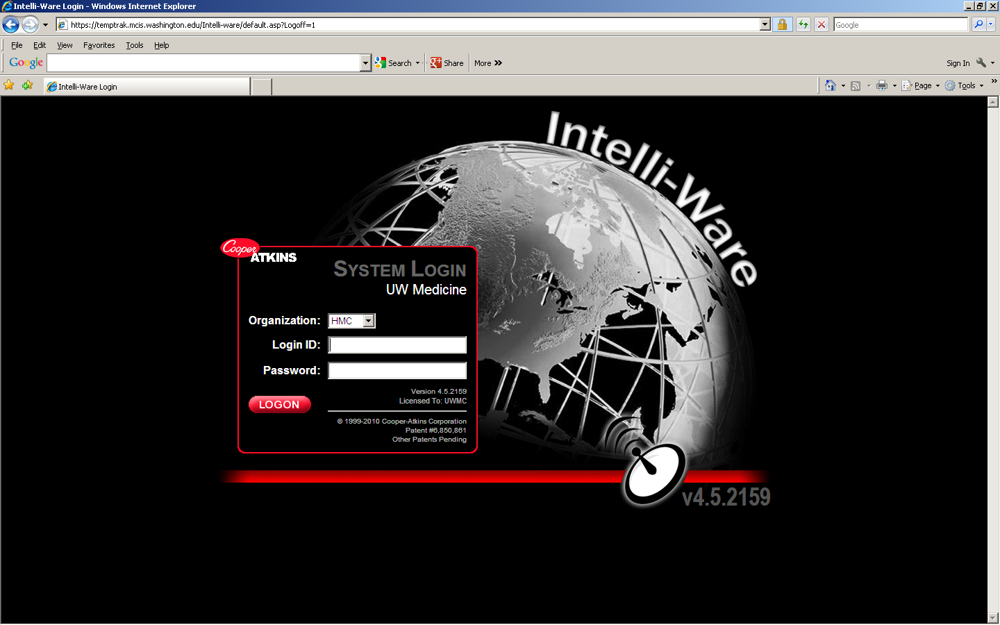 Intelli-Ware Login - Windows Internet Explorer
https://temptrak.mcis.washington.edu/Intelli-ware/default.asp?Logoff=1
Google
File Edit View Favorites Tools Help
Google Search Share More Sign In
Intelli-Ware Login Page Tools
Intelli-Ware
Cooper
ATKINS
SYSTEM LOGIN
UW Medicine
Organization: HMC
Login ID:
Password:
Version 4.5.2159
Licensed To: UWMC
LOGON
© 1999-2010 Cooper-Atkins Corporation
Patent #6,850,861
Other Patents Pending
v4.5.2159